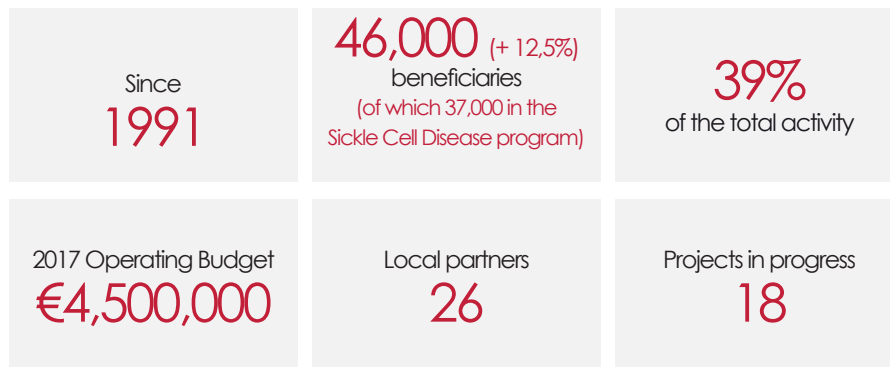 Since
1991
46,000 (+ 12,5%)
beneficiaries
(of which 37,000 in the
Sickle Cell Disease program)
39%
of the total activity
2017 Operating Budget
€4,500,000
Local partners
26
Projects in progress
18